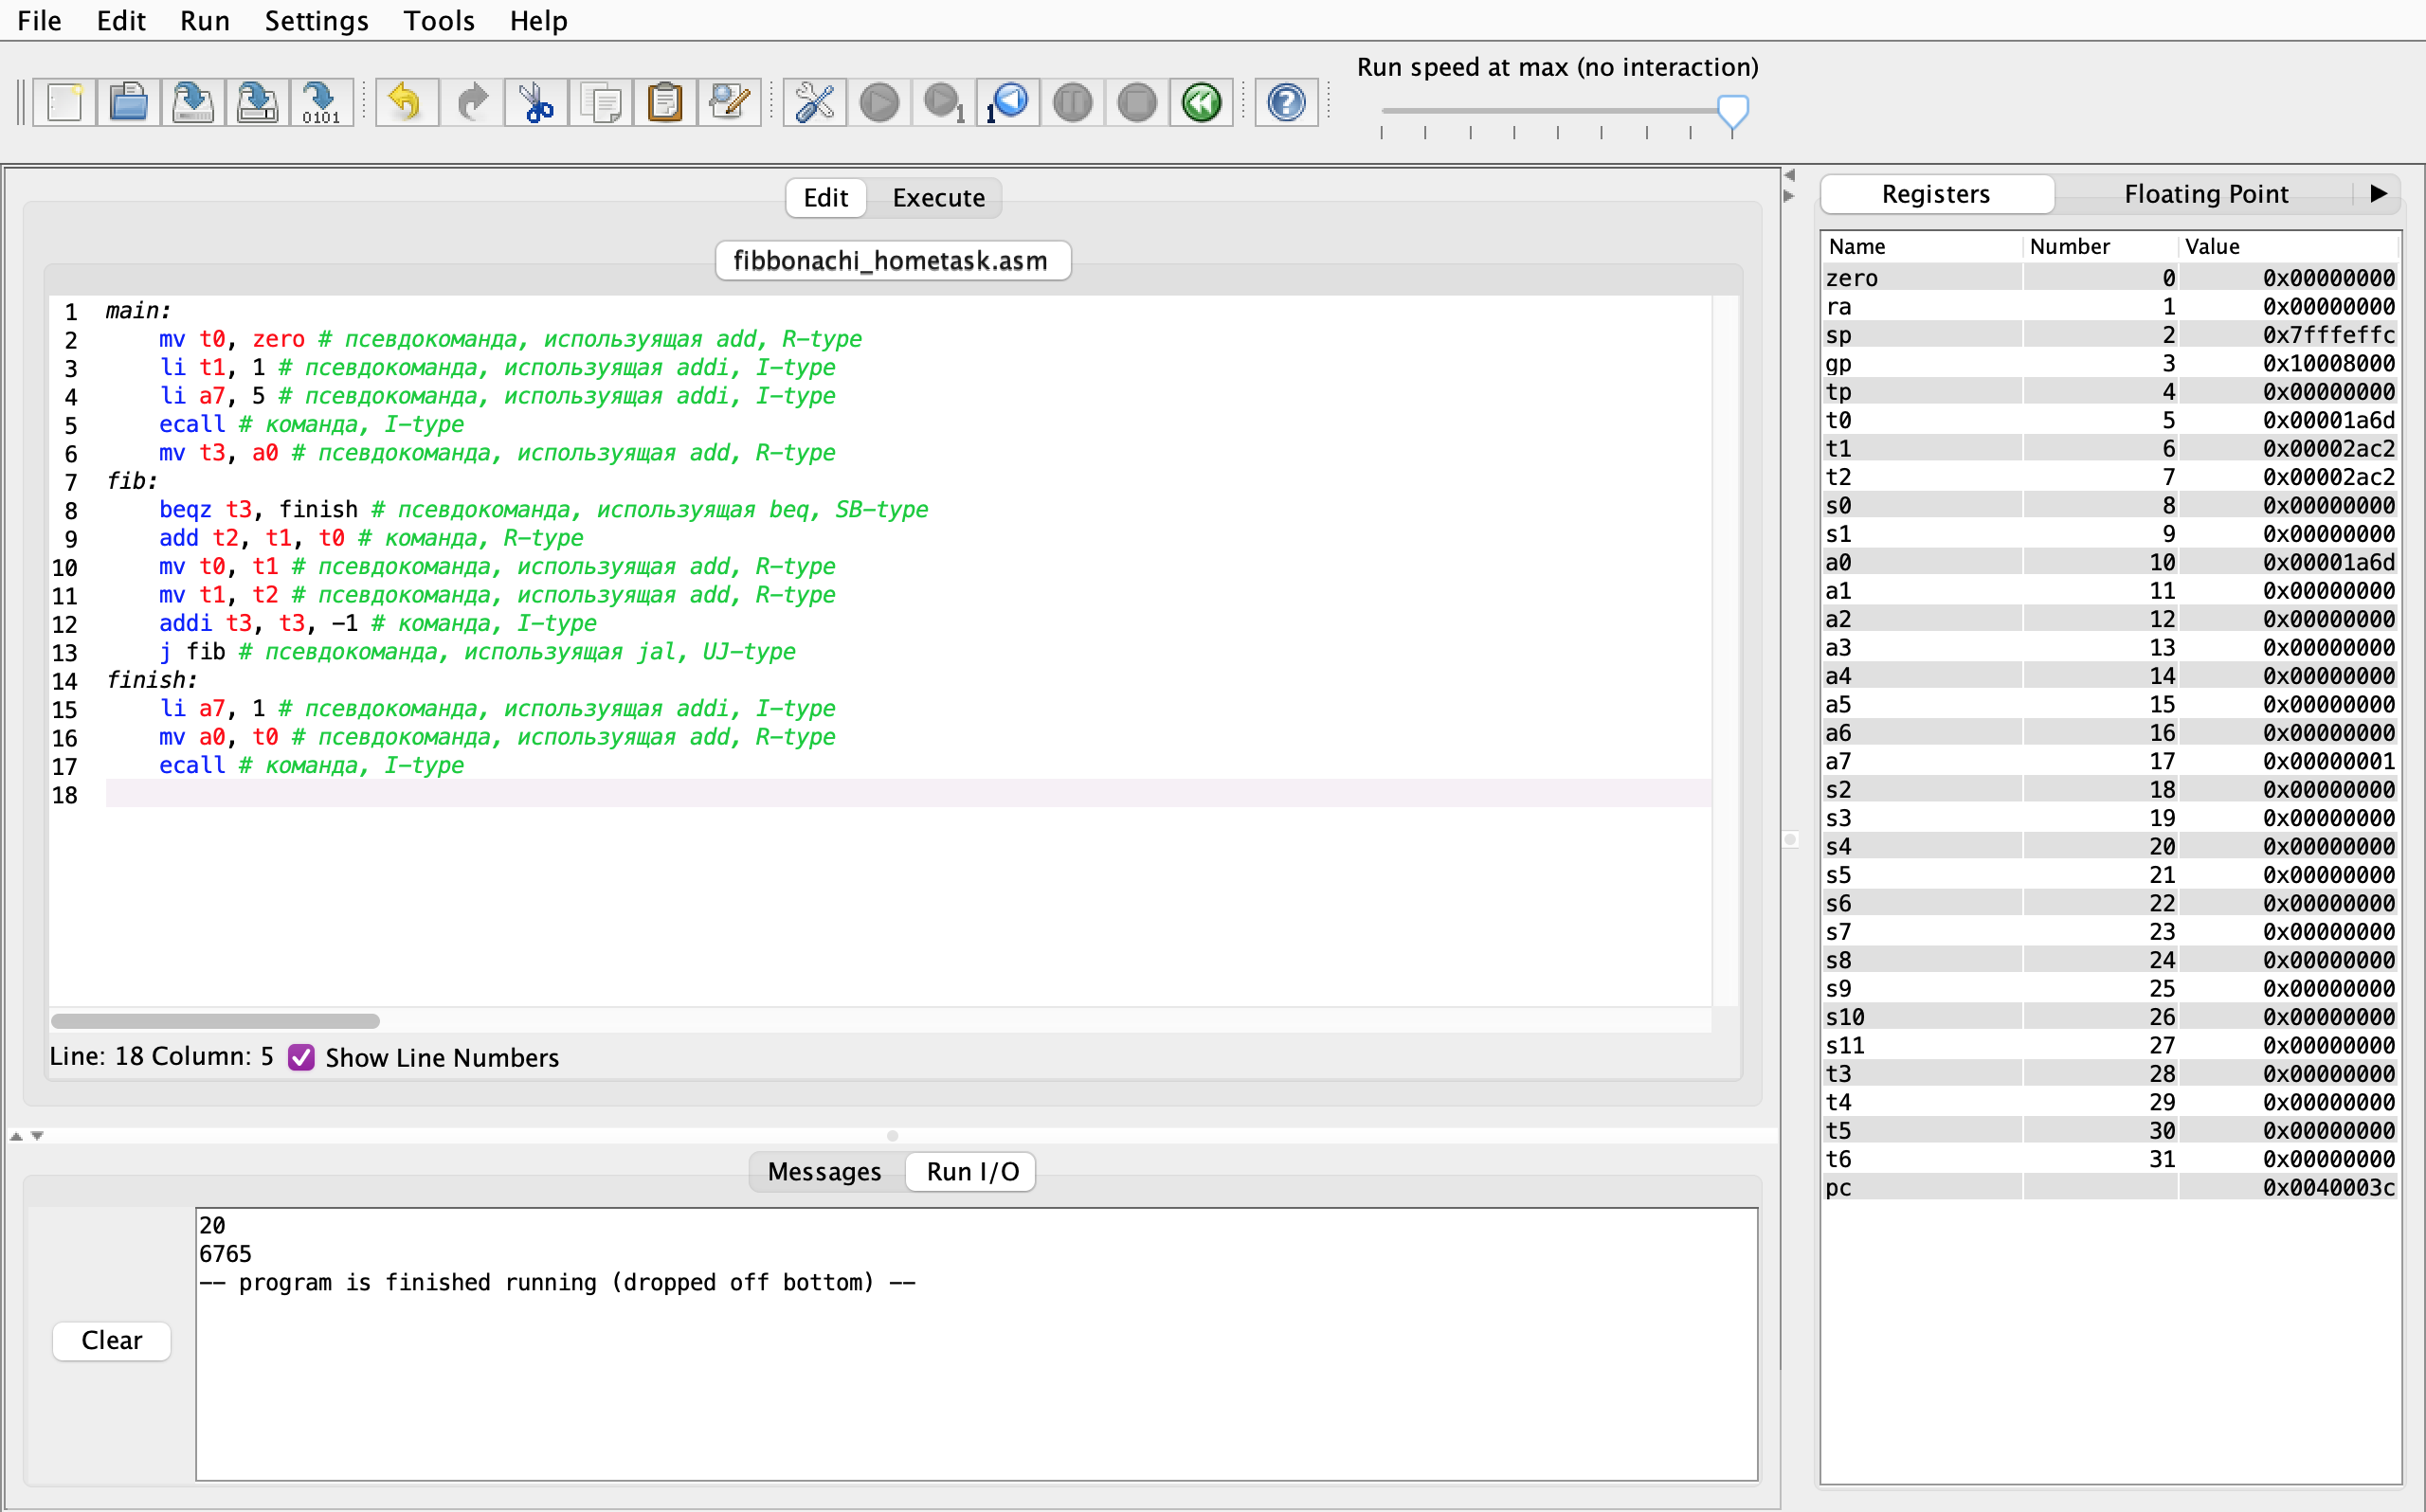 File Edit Run Settings Tools Help
Run speed at max (no interaction)
0101
1
1
?
Edit Execute
fibbonachi_hometask.asm
1 main:
2 mv t0, zero # псевдокоманда, используящая add, R-type
3 li t1, 1 # псевдокоманда, используящая addi, I-type
4 li a7, 5 # псевдокоманда, используящая addi, I-type
5 ecall # команда, I-type
6 mv t3, a0 # псевдокоманда, используящая add, R-type
7 fib:
8 beqz t3, finish # псевдокоманда, используящая beq, SB-type
9 add t2, t1, t0 # команда, R-type
10 mv t0, t1 # псевдокоманда, используящая add, R-type
11 mv t1, t2 # псевдокоманда, используящая add, R-type
12 addi t3, t3, -1 # команда, I-type
13 j fib # псевдокоманда, используящая jal, UJ-type
14 finish:
15 li a7, 1 # псевдокоманда, используящая addi, I-type
16 mv a0, t0 # псевдокоманда, используящая add, R-type
17 ecall # команда, I-type
18
Line: 18 Column: 5 Show Line Numbers
Messages Run I/O
20
6765
-- program is finished running (dropped off bottom) --
Clear
Registers Floating Point
Name Number Value
zero 0 0x00000000
ra 1 0x00000000
sp 2 0x7fffeffc
gp 3 0x10008000
tp 4 0x00000000
t0 5 0x00001a6d
t1 6 0x00002ac2
t2 7 0x00002ac2
s0 8 0x00000000
s1 9 0x00000000
a0 10 0x00001a6d
a1 11 0x00000000
a2 12 0x00000000
a3 13 0x00000000
a4 14 0x00000000
a5 15 0x00000000
a6 16 0x00000000
a7 17 0x00000001
s2 18 0x00000000
s3 19 0x00000000
s4 20 0x00000000
s5 21 0x00000000
s6 22 0x00000000
s7 23 0x00000000
s8 24 0x00000000
s9 25 0x00000000
s10 26 0x00000000
s11 27 0x00000000
t3 28 0x00000000
t4 29 0x00000000
t5 30 0x00000000
t6 31 0x00000000
pc 0x0040003c